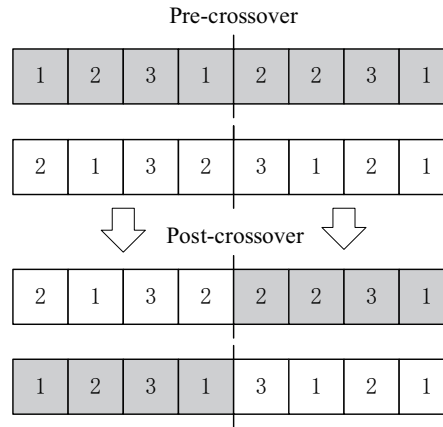 Pre-crossover
1 2 3 1 2 2 3 1
2 1 3 2 3 1 2 1
Post-crossover
2 1 3 2 2 2 3 1
1 2 3 1 3 1 2 1